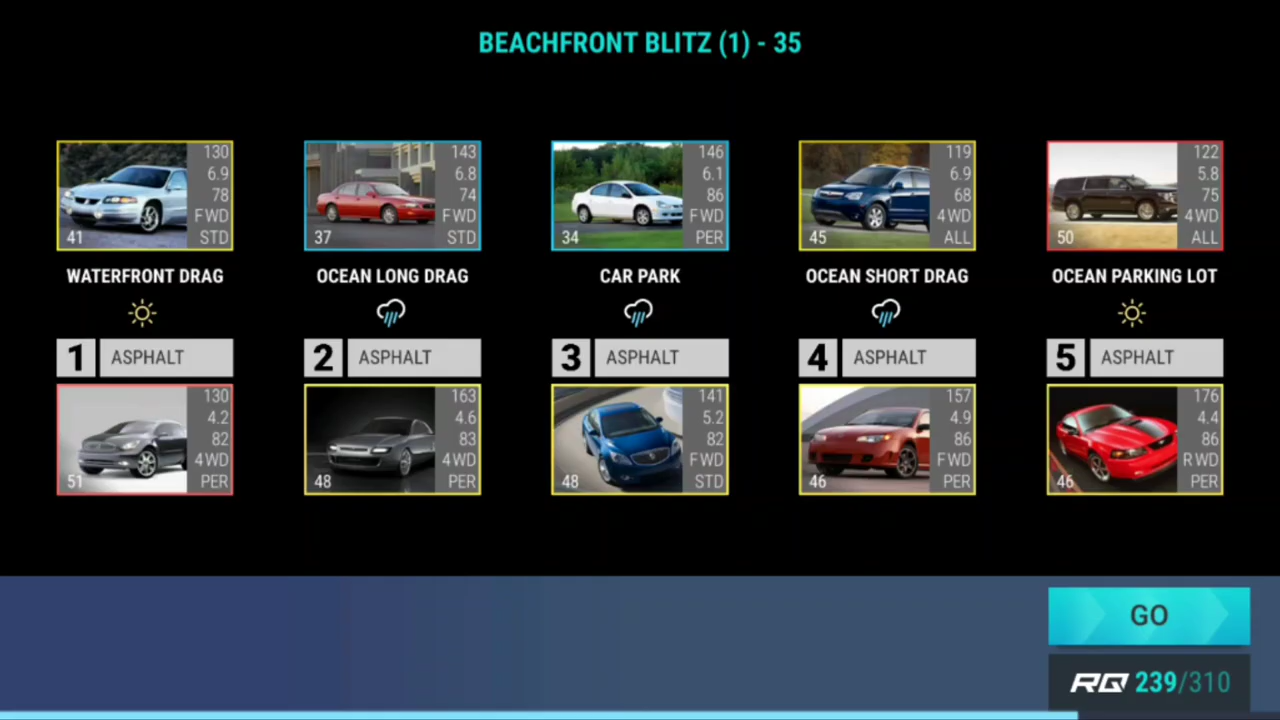 BEACHFRONT BLITZ (1) - 35
130
6.9
78
FWD
STD
41
143
6.8
74
FWD
STD
37
146
6.1
86
FWD
PER
34
119
6.9
68
4WD
ALL
45
122
5.8
75
4WD
ALL
50
WATERFRONT DRAG
OCEAN LONG DRAG
CAR PARK
OCEAN SHORT DRAG
OCEAN PARKING LOT
1 ASPHALT
2 ASPHALT
3 ASPHALT
4 ASPHALT
5 ASPHALT
130
4.2
82
4WD
PER
51
163
4.6
83
4WD
PER
48
141
5.2
82
FWD
STD
48
157
4.9
86
FWD
PER
46
176
4.4
86
RWD
PER
46
GO
RQ 239/310